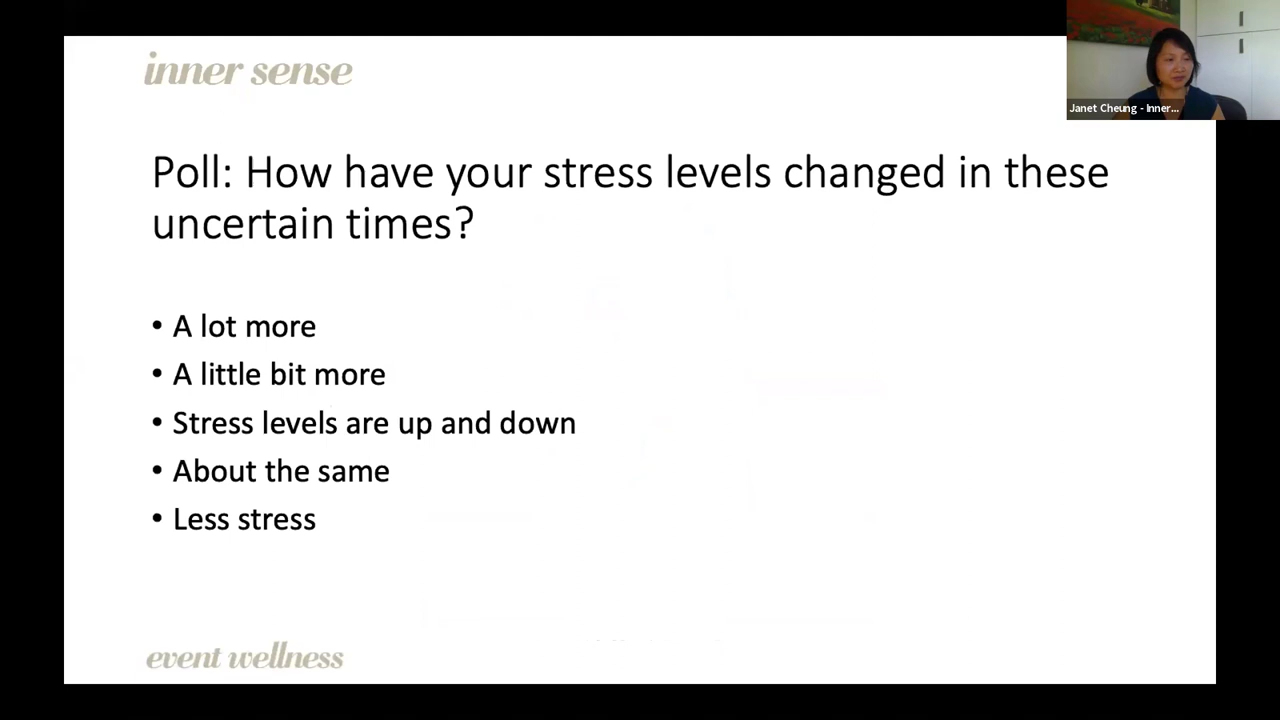 inner sense
Janet Cheung - Inner...
Poll: How have your stress levels changed in these
uncertain times?
• A lot more
• A little bit more
• Stress levels are up and down
• About the same
• Less stress
event wellness